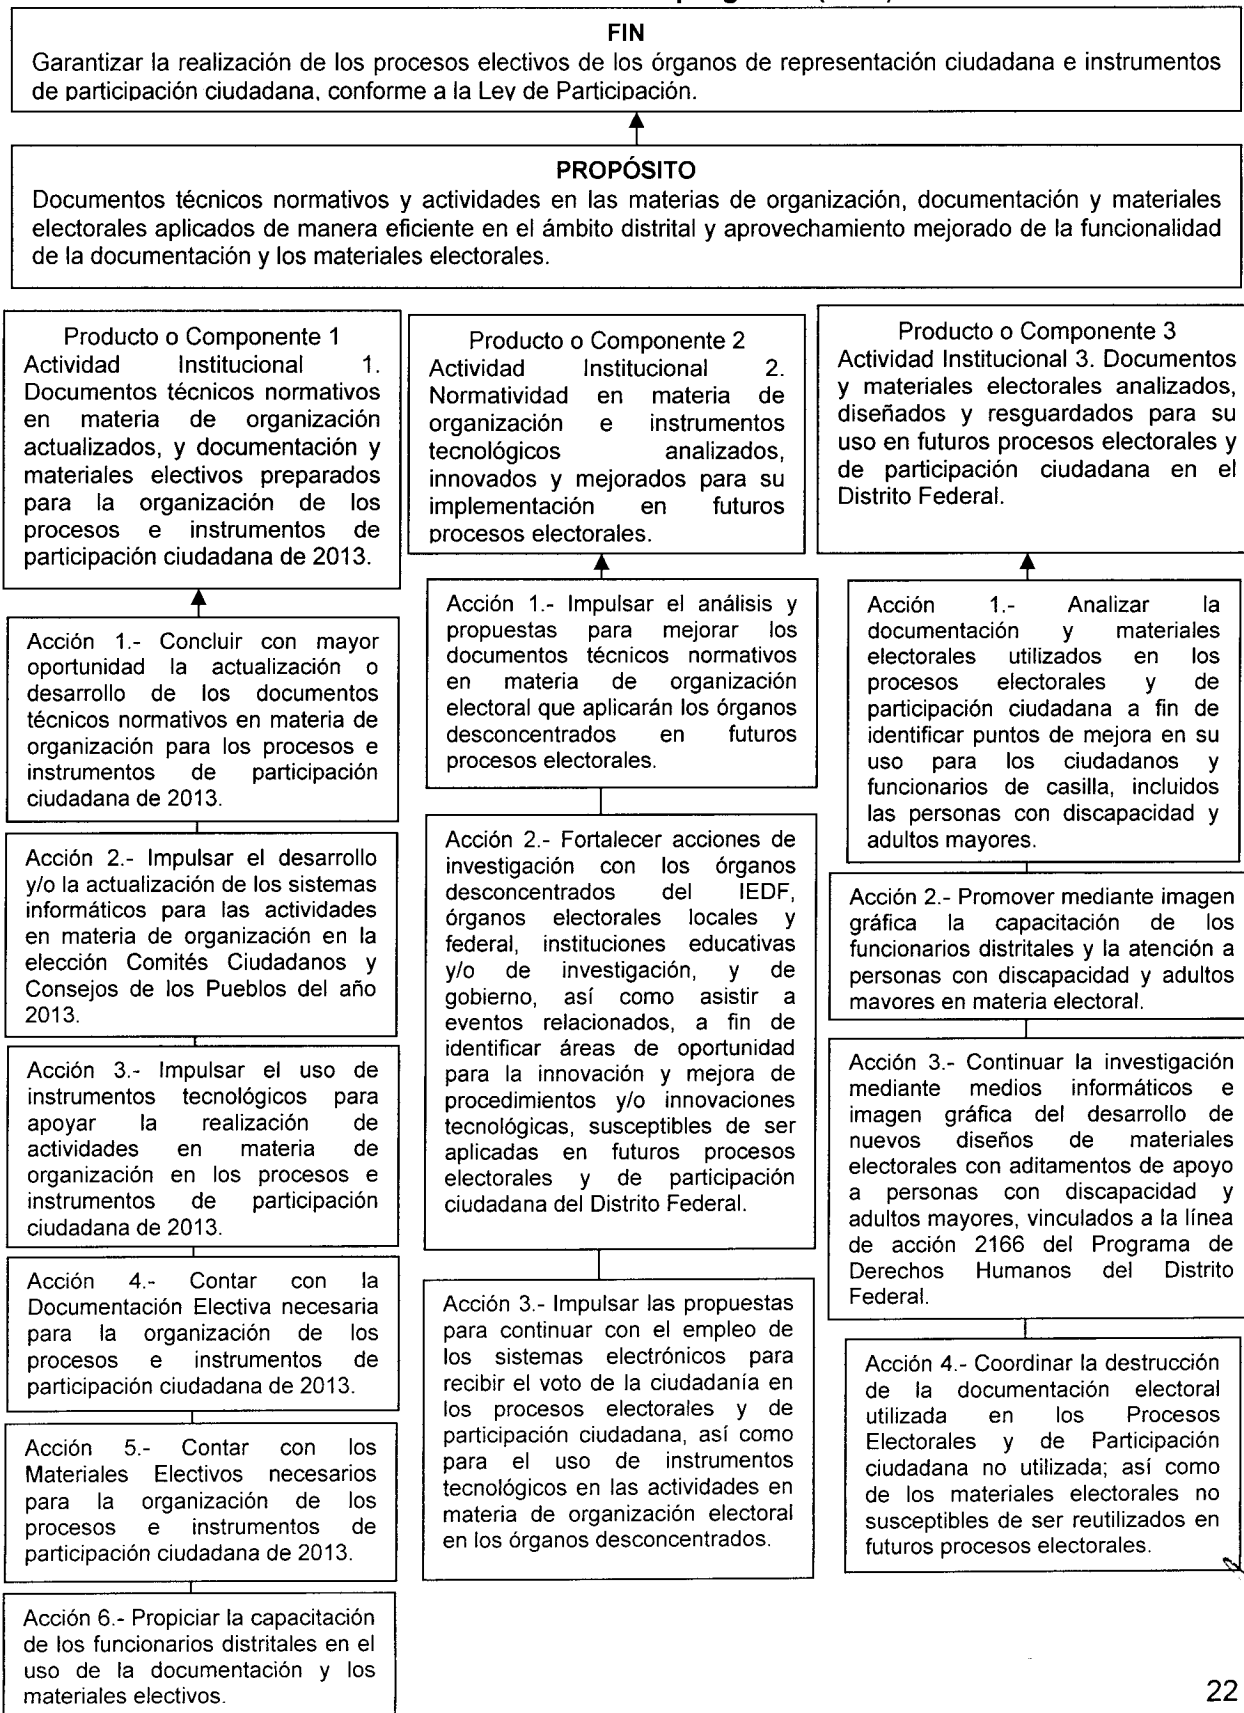 FIN
Garantizar la realización de los procesos electivos de los órganos de representación ciudadana e instrumentos
de participación ciudadana, conforme a la Ley de Participación.
PROPÓSITO
Documentos técnicos normativos y actividades en las materias de organización, documentación y materiales
electorales aplicados de manera eficiente en el ámbito distrital y aprovechamiento mejorado de la funcionalidad
de la documentación y los materiales electorales.
Producto o Componente 1
Actividad Institucional 1.
Documentos técnicos normativos
en materia de organización
actualizados, y documentación y
materiales electivos preparados
para la organización de los
procesos e instrumentos de
participación ciudadana de 2013.
Acción 1.- Concluir con mayor
oportunidad la actualización o
desarrollo de los documentos
técnicos normativos en materia de
organización para los procesos e
instrumentos de participación
ciudadana de 2013.
Acción 2.- Impulsar el desarrollo
y/o la actualización de los sistemas
informáticos para las actividades
en materia de organización en la
elección Comités Ciudadanos y
Consejos de los Pueblos del año
2013.
Acción 3.- Impulsar el uso de
instrumentos tecnológicos para
apoyar la realización de
actividades en materia de
organización en los procesos e
instrumentos de participación
ciudadana de 2013.
Acción 4.- Contar con la
Documentación Electiva necesaria
para la organización de los
procesos e instrumentos de
participación ciudadana de 2013.
Acción 5.- Contar con los
Materiales Electivos necesarios
para la organización de los
procesos e instrumentos de
participación ciudadana de 2013.
Acción 6.- Propiciar la capacitación
de los funcionarios distritales en el
uso de la documentación y los
materiales electivos.
Producto o Componente 2
Actividad Institucional 2.
Normatividad en materia de
organización e instrumentos
tecnológicos analizados,
innovados y mejorados para su
implementación en futuros
procesos electorales.
Acción 1.- Impulsar el análisis y
propuestas para mejorar los
documentos técnicos normativos
en materia de organización
electoral que aplicarán los órganos
desconcentrados en futuros
procesos electorales.
Acción 2.- Fortalecer acciones de
investigación con los órganos
desconcentrados del IEDF,
órganos electorales locales y
federal, instituciones educativas
y/o de investigación, y de
gobierno, así como asistir a
eventos relacionados, a fin de
identificar áreas de oportunidad
para la innovación y mejora de
procedimientos y/o innovaciones
tecnológicas, susceptibles de ser
aplicadas en futuros procesos
electorales y de participación
ciudadana del Distrito Federal.
Acción 3.- Impulsar las propuestas
para continuar con el empleo de
los sistemas electrónicos para
recibir el voto de la ciudadanía en
los procesos electorales y de
participación ciudadana, así como
para el uso de instrumentos
tecnológicos en las actividades en
materia de organización electoral
en los órganos desconcentrados.
Producto o Componente 3
Actividad Institucional 3. Documentos
y materiales electorales analizados,
diseñados y resguardados para su
uso en futuros procesos electorales y
de participación ciudadana en el
Distrito Federal.
Acción 1.- Analizar la
documentación y materiales
electorales utilizados en los
procesos electorales y de
participación ciudadana a fin de
identificar puntos de mejora en su
uso para los ciudadanos y
funcionarios de casilla, incluidos
las personas con discapacidad y
adultos mayores.
Acción 2.- Promover mediante imagen
gráfica la capacitación de los
funcionarios distritales y la atención a
personas con discapacidad y adultos
mayores en materia electoral.
Acción 3.- Continuar la investigación
mediante medios informáticos e
imagen gráfica del desarrollo de
nuevos diseños de materiales
electorales con aditamentos de apoyo
a personas con discapacidad y
adultos mayores, vinculados a la línea
de acción 2166 del Programa de
Derechos Humanos del Distrito
Federal.
Acción 4.- Coordinar la destrucción
de la documentación electoral
utilizada en los Procesos
Electorales y de Participación
ciudadana no utilizada; así como
de los materiales electorales no
susceptibles de ser reutilizados en
futuros procesos electorales.
22